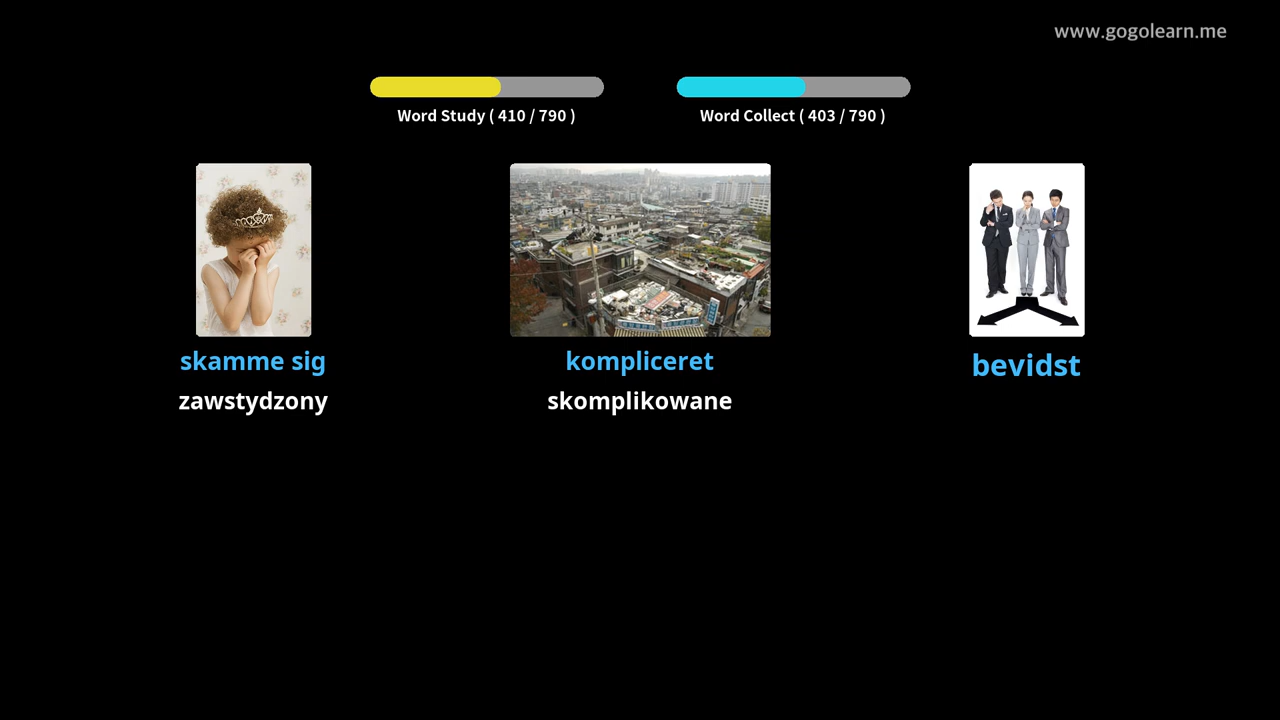 www.gogolearn.me
Word Study ( 410 / 790 )
Word Collect ( 403 / 790 )
skamme sig
kompliceret
bevidst
zawstydzony
skomplikowane